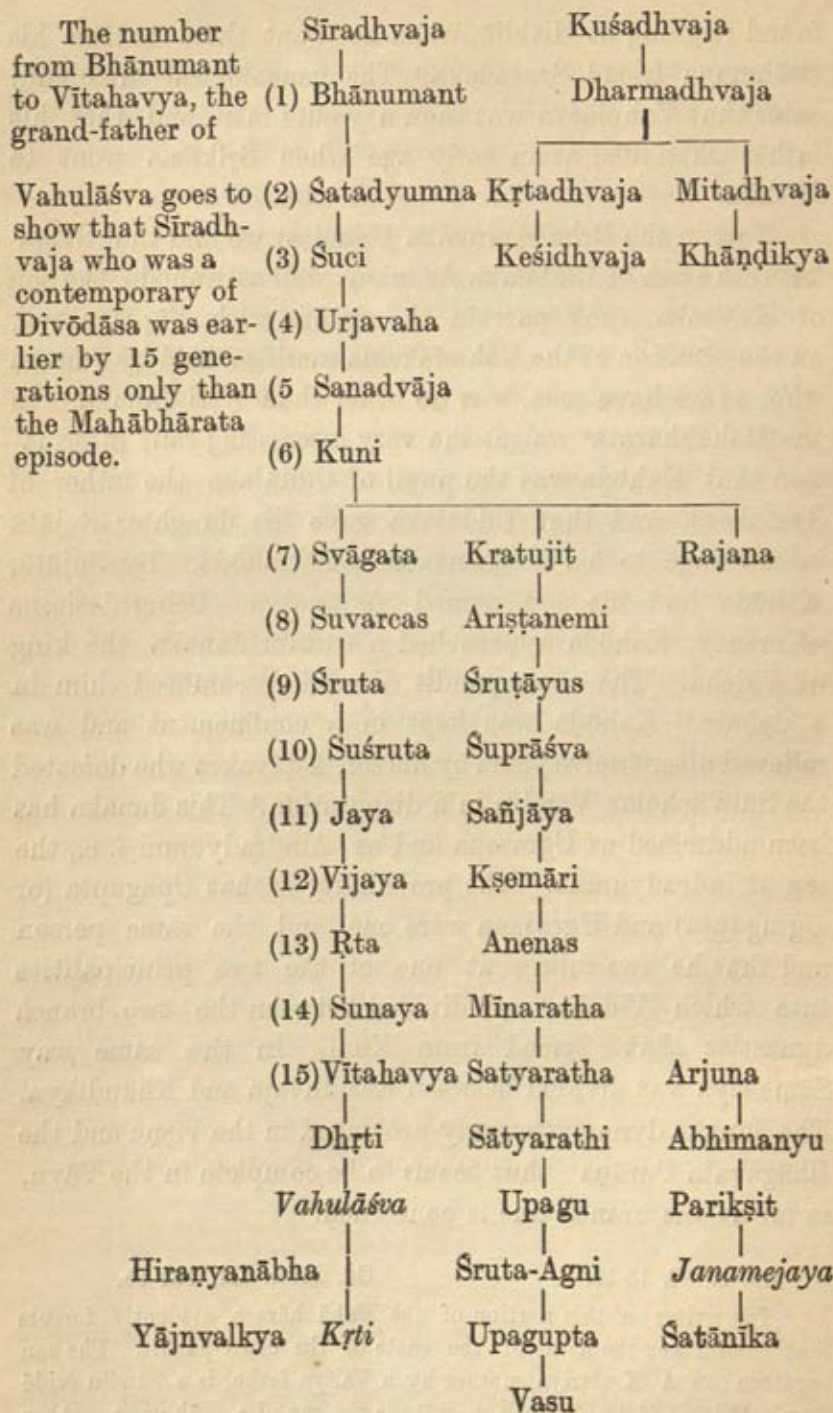 The number Sīradhvaja Kuśadhvaja
from Bhānumant
to Vītahavya, the (1) Bhānumant Dharmadhvaja
grand-father of
Vahulāśva goes to (2) Śatadyumna Kṛtadhvaja Mitadhvaja
show that Sīradh-
vaja who was a (3) Śuci Keśidhvaja Khāṇḍikya
contemporary of
Divōdāsa was ear- (4) Urjavaha
lier by 15 gene-
rations only than (5 Sanadvāja
the Mahābhārata
episode. (6) Kuni
(7) Svāgata Kratujit Rajana
(8) Suvarcas Ariṣṭanemi
(9) Śruta Śruṭāyus
(10) Suśruta Śuprāśva
(11) Jaya Sañjāya
(12) Vijaya Kṣemāri
(13) Ṛta Anenas
(14) Sunaya Mīnaratha
(15) Vītahavya Satyaratha Arjuna
Dhṛti Sātyarathi Abhimanyu
Vahulāśva Upagu Parikṣit
Hiraṇyanābha Śruta-Agni Janamejaya
Yājnvalkya Kṛti Upagupta Śatānīka
Vasu